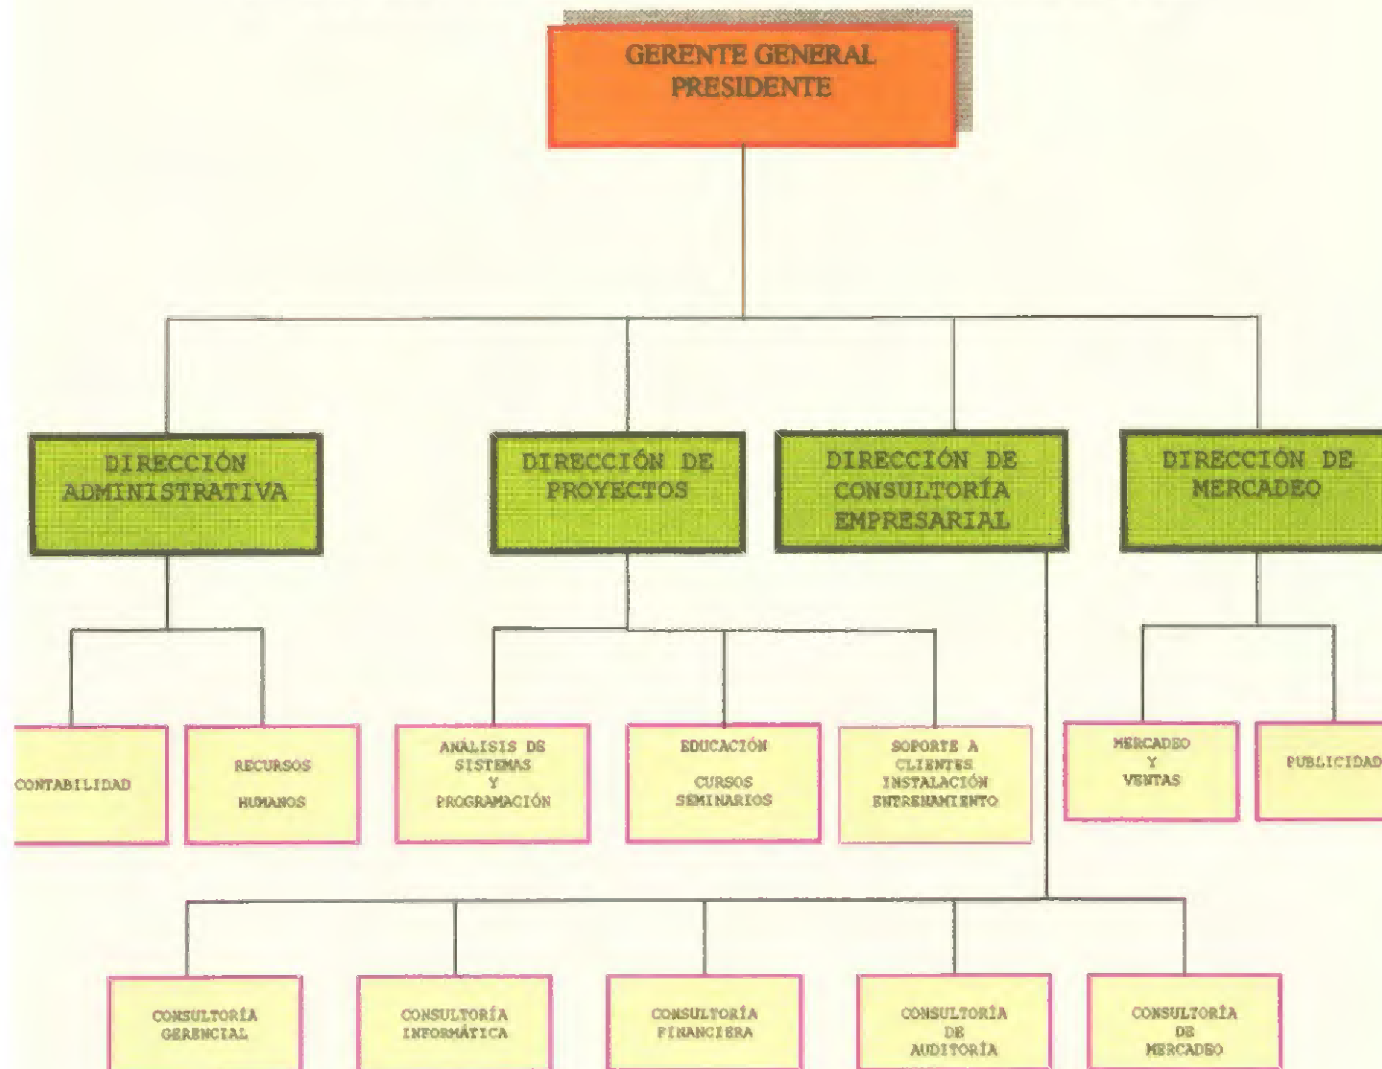 GERENTE GENERAL
PRESIDENTE
DIRECCIÓN
ADMINISTRATIVA
DIRECCIÓN DE
PROYECTOS
DIRECCIÓN DE
CONSULTORÍA
EMPRESARIAL
DIRECCIÓN DE
MERCADEO
CONTABILIDAD
RECURSOS
HUMANOS
ANÁLISIS DE
SISTEMAS
Y
PROGRAMACIÓN
EDUCACIÓN
CURSOS
SEMINARIOS
SOPORTE A
CLIENTES
INSTALACIÓN
ENTRENAMIENTO
MERCADEO
Y
VENTAS
PUBLICIDAD
CONSULTORÍA
GERENCIAL
CONSULTORÍA
INFORMÁTICA
CONSULTORÍA
FINANCIERA
CONSULTORÍA
DE
AUDITORÍA
CONSULTORÍA
DE
MERCADEO